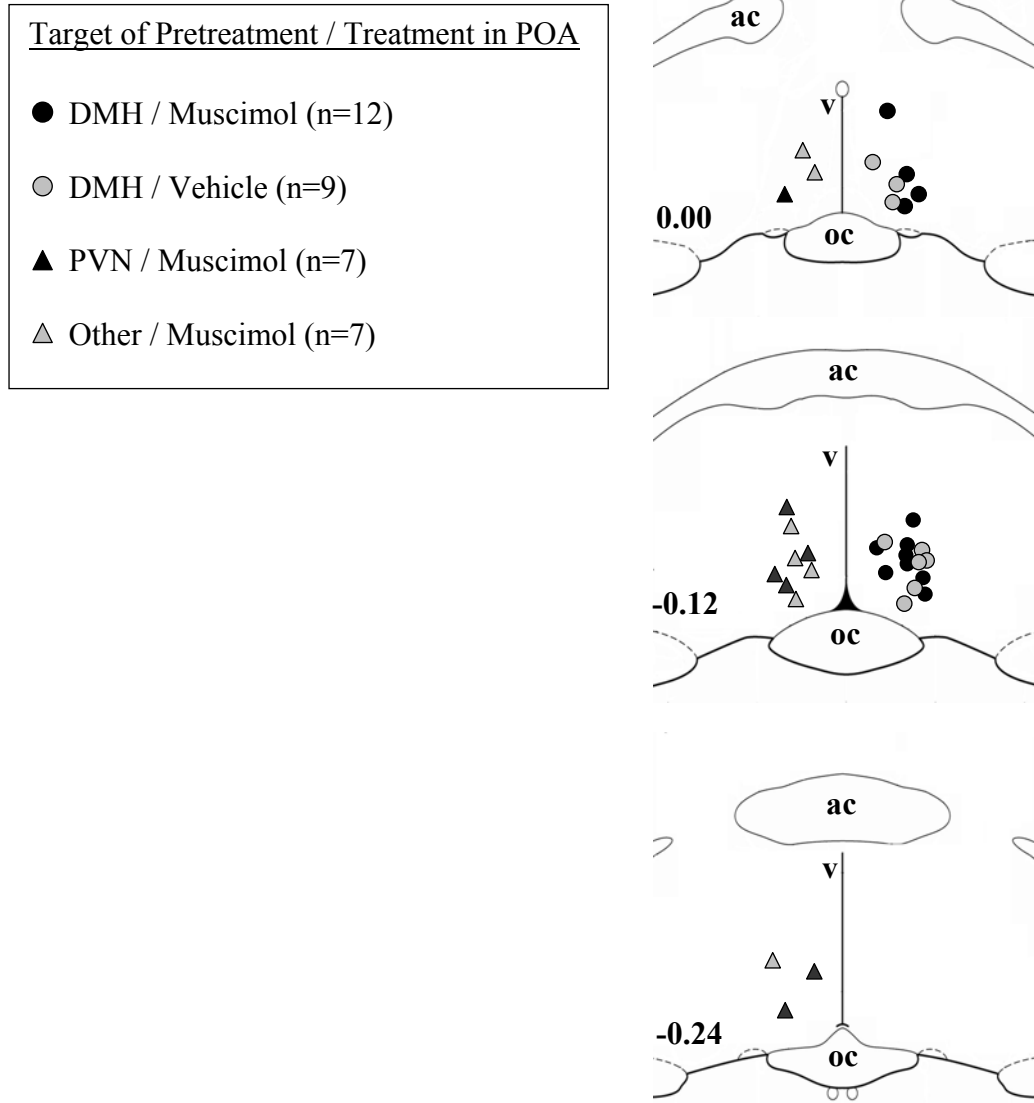 Target of Pretreatment / Treatment in POA
DMH / Muscimol (n=12)
DMH / Vehicle (n=9)
PVN / Muscimol (n=7)
Other / Muscimol (n=7)
ac
v
0.00
oc
ac
v
-0.12
oc
ac
v
-0.24
oc